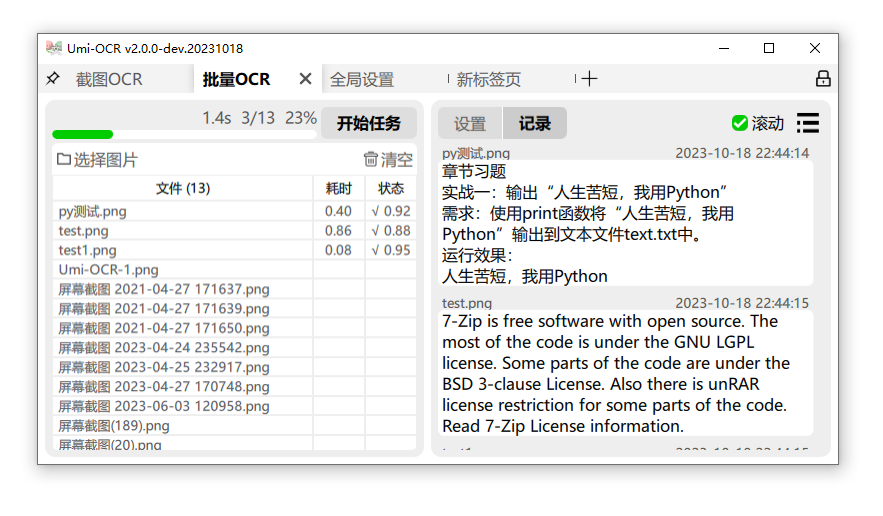 Umi-OCR v2.0.0-dev.20231018
截图OCR 批量OCR 全局设置 新标签页
1.4s 3/13 23% 开始任务
选择图片 清空
文件 (13) 耗时 状态
py测试.png 0.40 √ 0.92
test.png 0.86 √ 0.88
test1.png 0.08 √ 0.95
Umi-OCR-1.png
屏幕截图 2021-04-27 171637.png
屏幕截图 2021-04-27 171639.png
屏幕截图 2021-04-27 171650.png
屏幕截图 2023-04-24 235542.png
屏幕截图 2023-04-25 232917.png
屏幕截图 2023-04-27 170748.png
屏幕截图 2023-06-03 120958.png
屏幕截图(189).png
屏幕截图(20).png
设置 记录 滚动
py测试.png 2023-10-18 22:44:14
章节习题
实战一：输出“人生苦短，我用Python”
需求：使用print函数将“人生苦短，我用
Python”输出到文本文件text.txt中。
运行效果：
人生苦短，我用Python
test.png 2023-10-18 22:44:15
7-Zip is free software with open source. The
most of the code is under the GNU LGPL
license. Some parts of the code are under the
BSD 3-clause License. Also there is unRAR
license restriction for some parts of the code.
Read 7-Zip License information.
2023-10-18 22:44:15